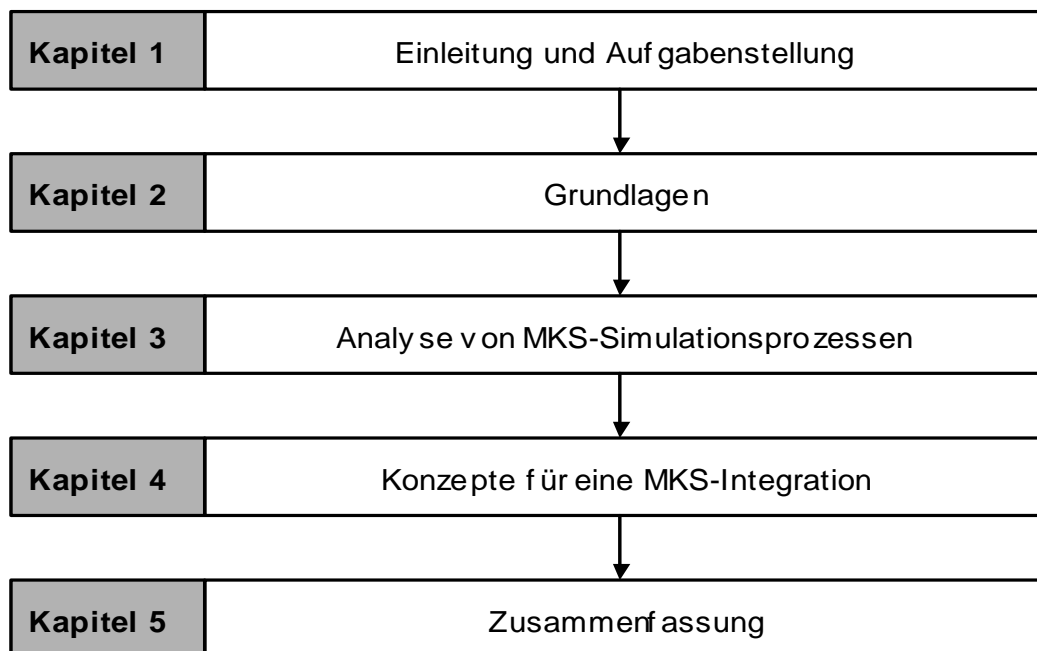 Kapitel 1 Einleitung und Aufgabenstellung
Kapitel 2 Grundlagen
Kapitel 3 Analyse von MKS-Simulationsprozessen
Kapitel 4 Konzepte für eine MKS-Integration
Kapitel 5 Zusammenfassung